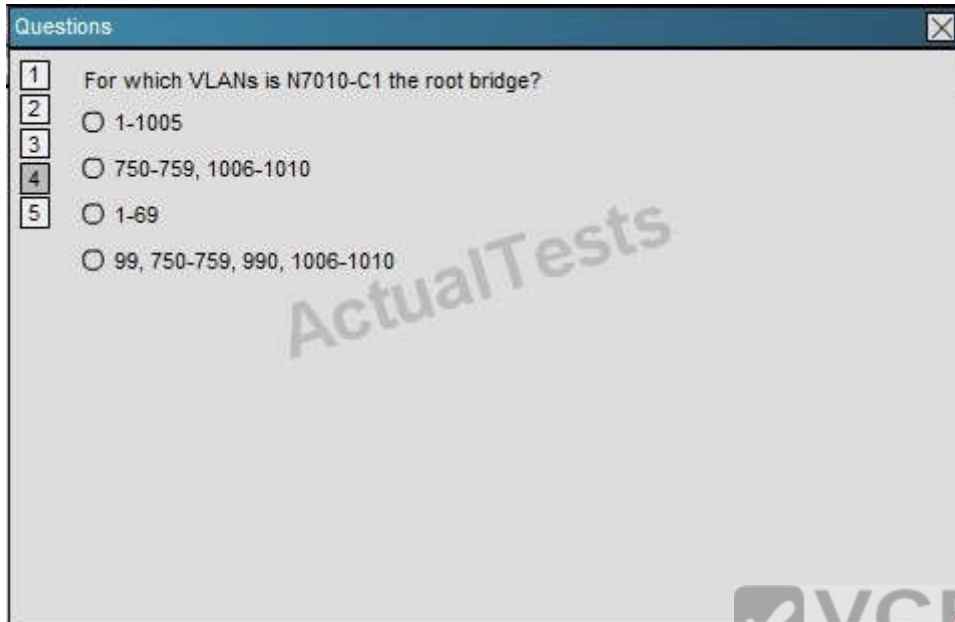 Questions
1 For which VLANs is N7010-C1 the root bridge?
2 1-1005
3
4 750-759, 1006-1010
5 1-69
99, 750-759, 990, 1006-1010
ActualTests